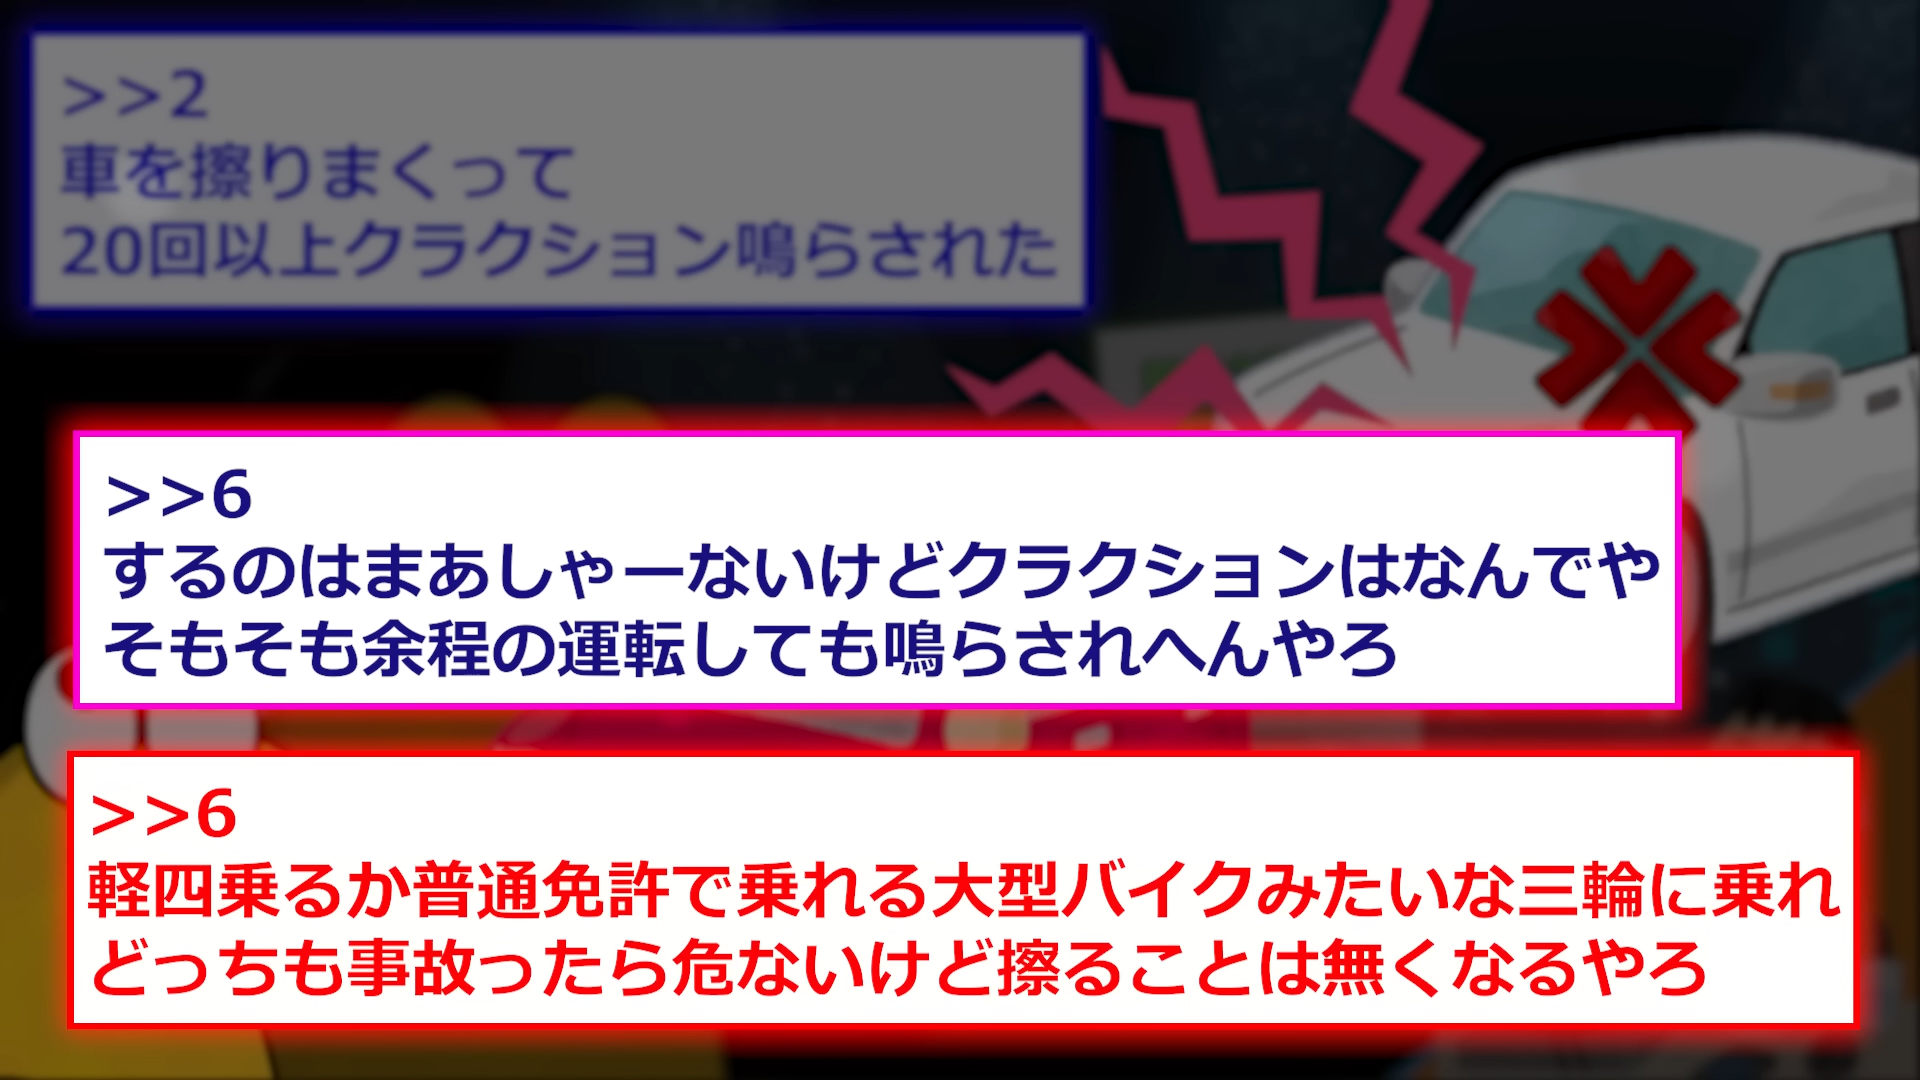 >>2
車を擦りまくって
20回以上クラクション鳴らされた
>>6
するのはまあしゃーないけどクラクションはなんでや
そもそも余程の運転しても鳴らされへんやろ
>>6
軽四乗るか普通免許で乗れる大型バイクみたいな三輪に乗れ
どっちも事故ったら危ないけど擦ることは無くなるやろ